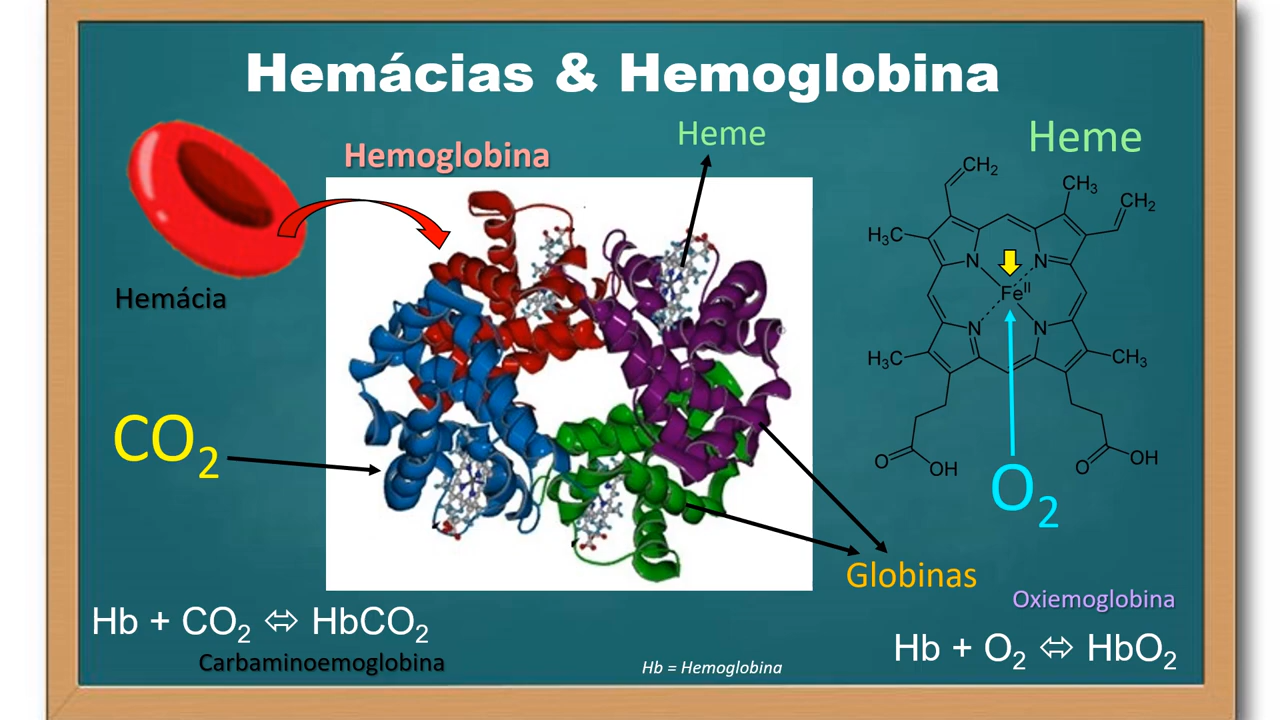 Hemácias & Hemoglobina
Hemoglobina
Heme
Heme
Hemácia
CH₂
CH₃
CH₂
H₃C
N
N
Feᴵᴵ
N
N
H₃C
CH₃
O
OH
O
OH
CO₂
O₂
Globinas
Oxiemoglobina
Hb + CO₂ ⬄ HbCO₂
Carbaminoemoglobina
Hb = Hemoglobina
Hb + O₂ ⬄ HbO₂